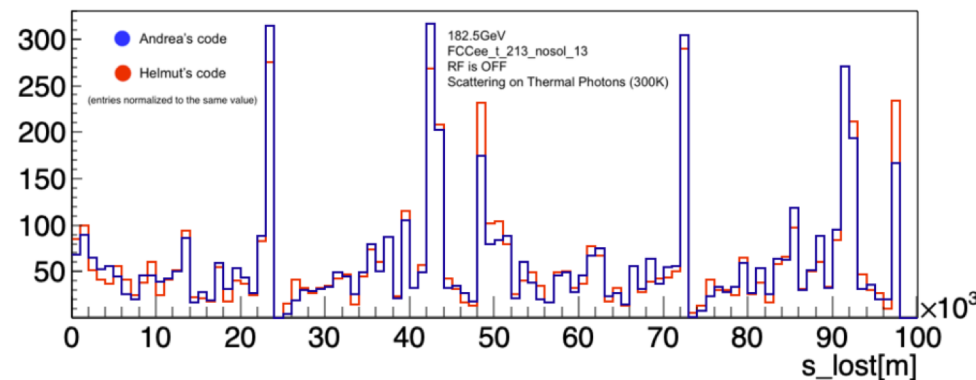 300
250
200
150
100
50
Andrea's code
Helmut's code
(entries normalized to the same value)
182.5GeV
FCCee_t_213_nosol_13
RF is OFF
Scattering on Thermal Photons (300K)
0 10 20 30 40 50 60 70 80 90 100
×10³
s_lost[m]